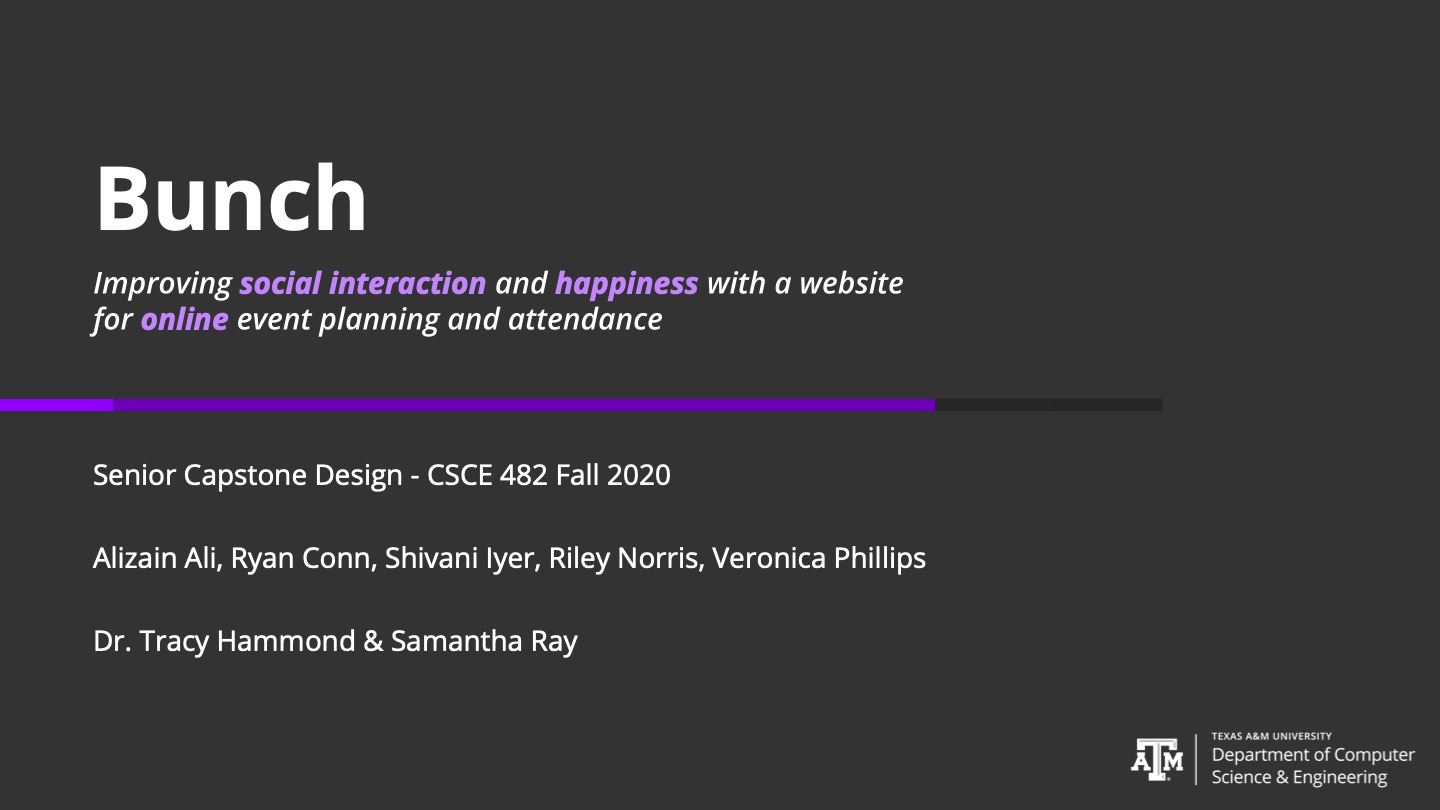 Bunch
Improving social interaction and happiness with a website
for online event planning and attendance
Senior Capstone Design - CSCE 482 Fall 2020
Alizain Ali, Ryan Conn, Shivani Iyer, Riley Norris, Veronica Phillips
Dr. Tracy Hammond & Samantha Ray
ATM
TEXAS A&M UNIVERSITY
Department of Computer
Science & Engineering